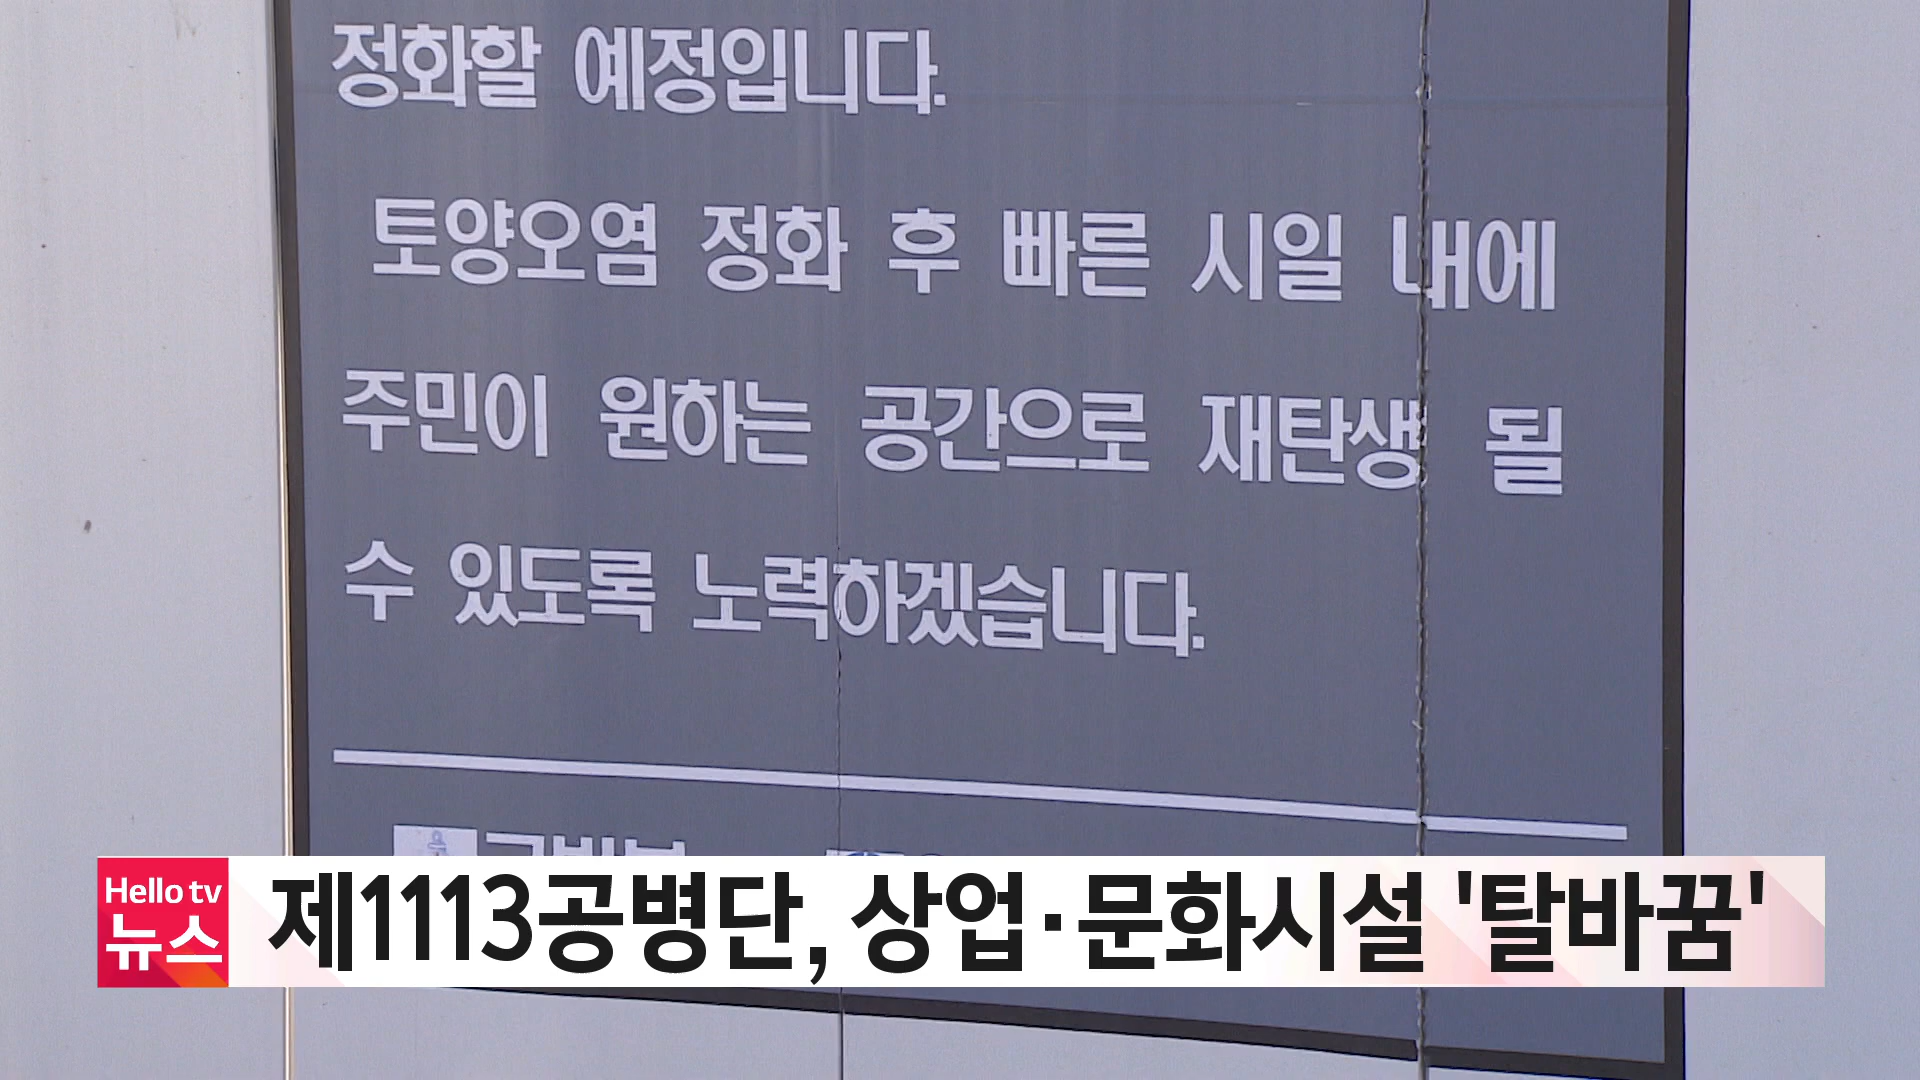 정화할 예정입니다.
토양오염 정화 후 빠른 시일 내에
주민이 원하는 공간으로 재탄생 될
수 있도록 노력하겠습니다.
Hello tv
뉴스
제1113공병단, 상업·문화시설 '탈바꿈'